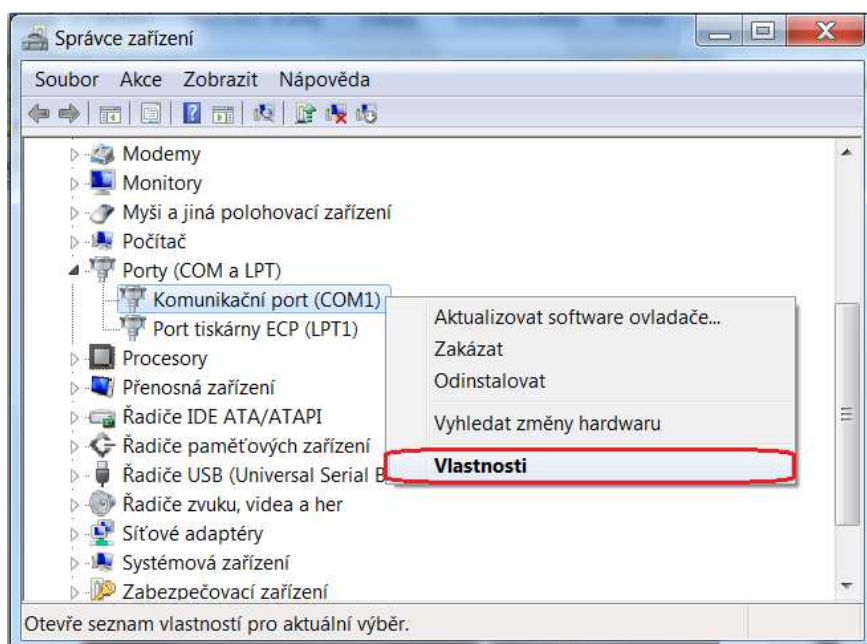 Správce zařízení
Soubor Akce Zobrazit Nápověda
Modemy
Monitory
Myši a jiná polohovací zařízení
Počítač
Porty (COM a LPT)
Komunikační port (COM1)
Port tiskárny ECP (LPT1)
Procesory
Přenosná zařízení
Řadiče IDE ATA/ATAPI
Řadiče paměťových zařízení
Řadiče USB (Universal Serial B
Řadiče zvuku, videa a her
Síťové adaptéry
Systémová zařízení
Zabezpečovací zařízení
Aktualizovat software ovladače...
Zakázat
Odinstalovat
Vyhledat změny hardwaru
Vlastnosti
Otevře seznam vlastností pro aktuální výběr.